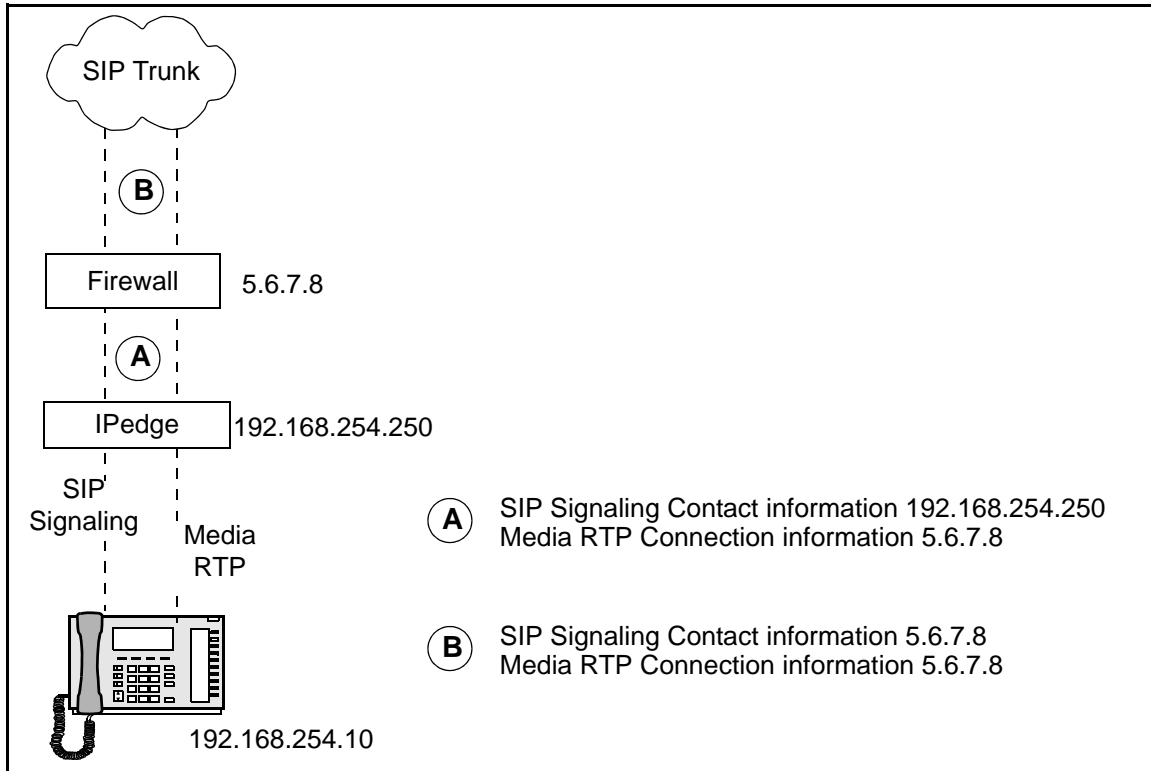 SIP Trunk
B
Firewall
5.6.7.8
A
IPedge
192.168.254.250
SIP
Signaling
Media
RTP
A
SIP Signaling Contact information 192.168.254.250
Media RTP Connection information 5.6.7.8
B
SIP Signaling Contact information 5.6.7.8
Media RTP Connection information 5.6.7.8
192.168.254.10